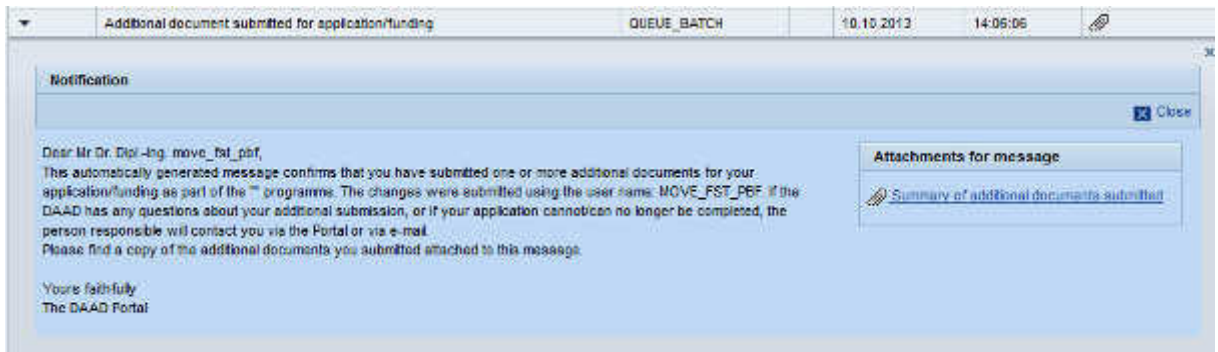 Additional document submitted for application/funding QUEUE_BATCH 10.10.2013 14:06:06
Notification
Close
Dear Mr Dr. Dipl.-Ing. move_fst_pbf,
This automatically generated message confirms that you have submitted one or more additional documents for your
application/funding as part of the "" programme. The changes were submitted using the user name: MOVE_FST_PBF. If the
DAAD has any questions about your additional submission, or if your application cannot/can no longer be completed, the
person responsible will contact you via the Portal or via e-mail.
Please find a copy of the additional documents you submitted attached to this message.
Yours faithfully
The DAAD Portal
Attachments for message
Summary of additional documents submitted